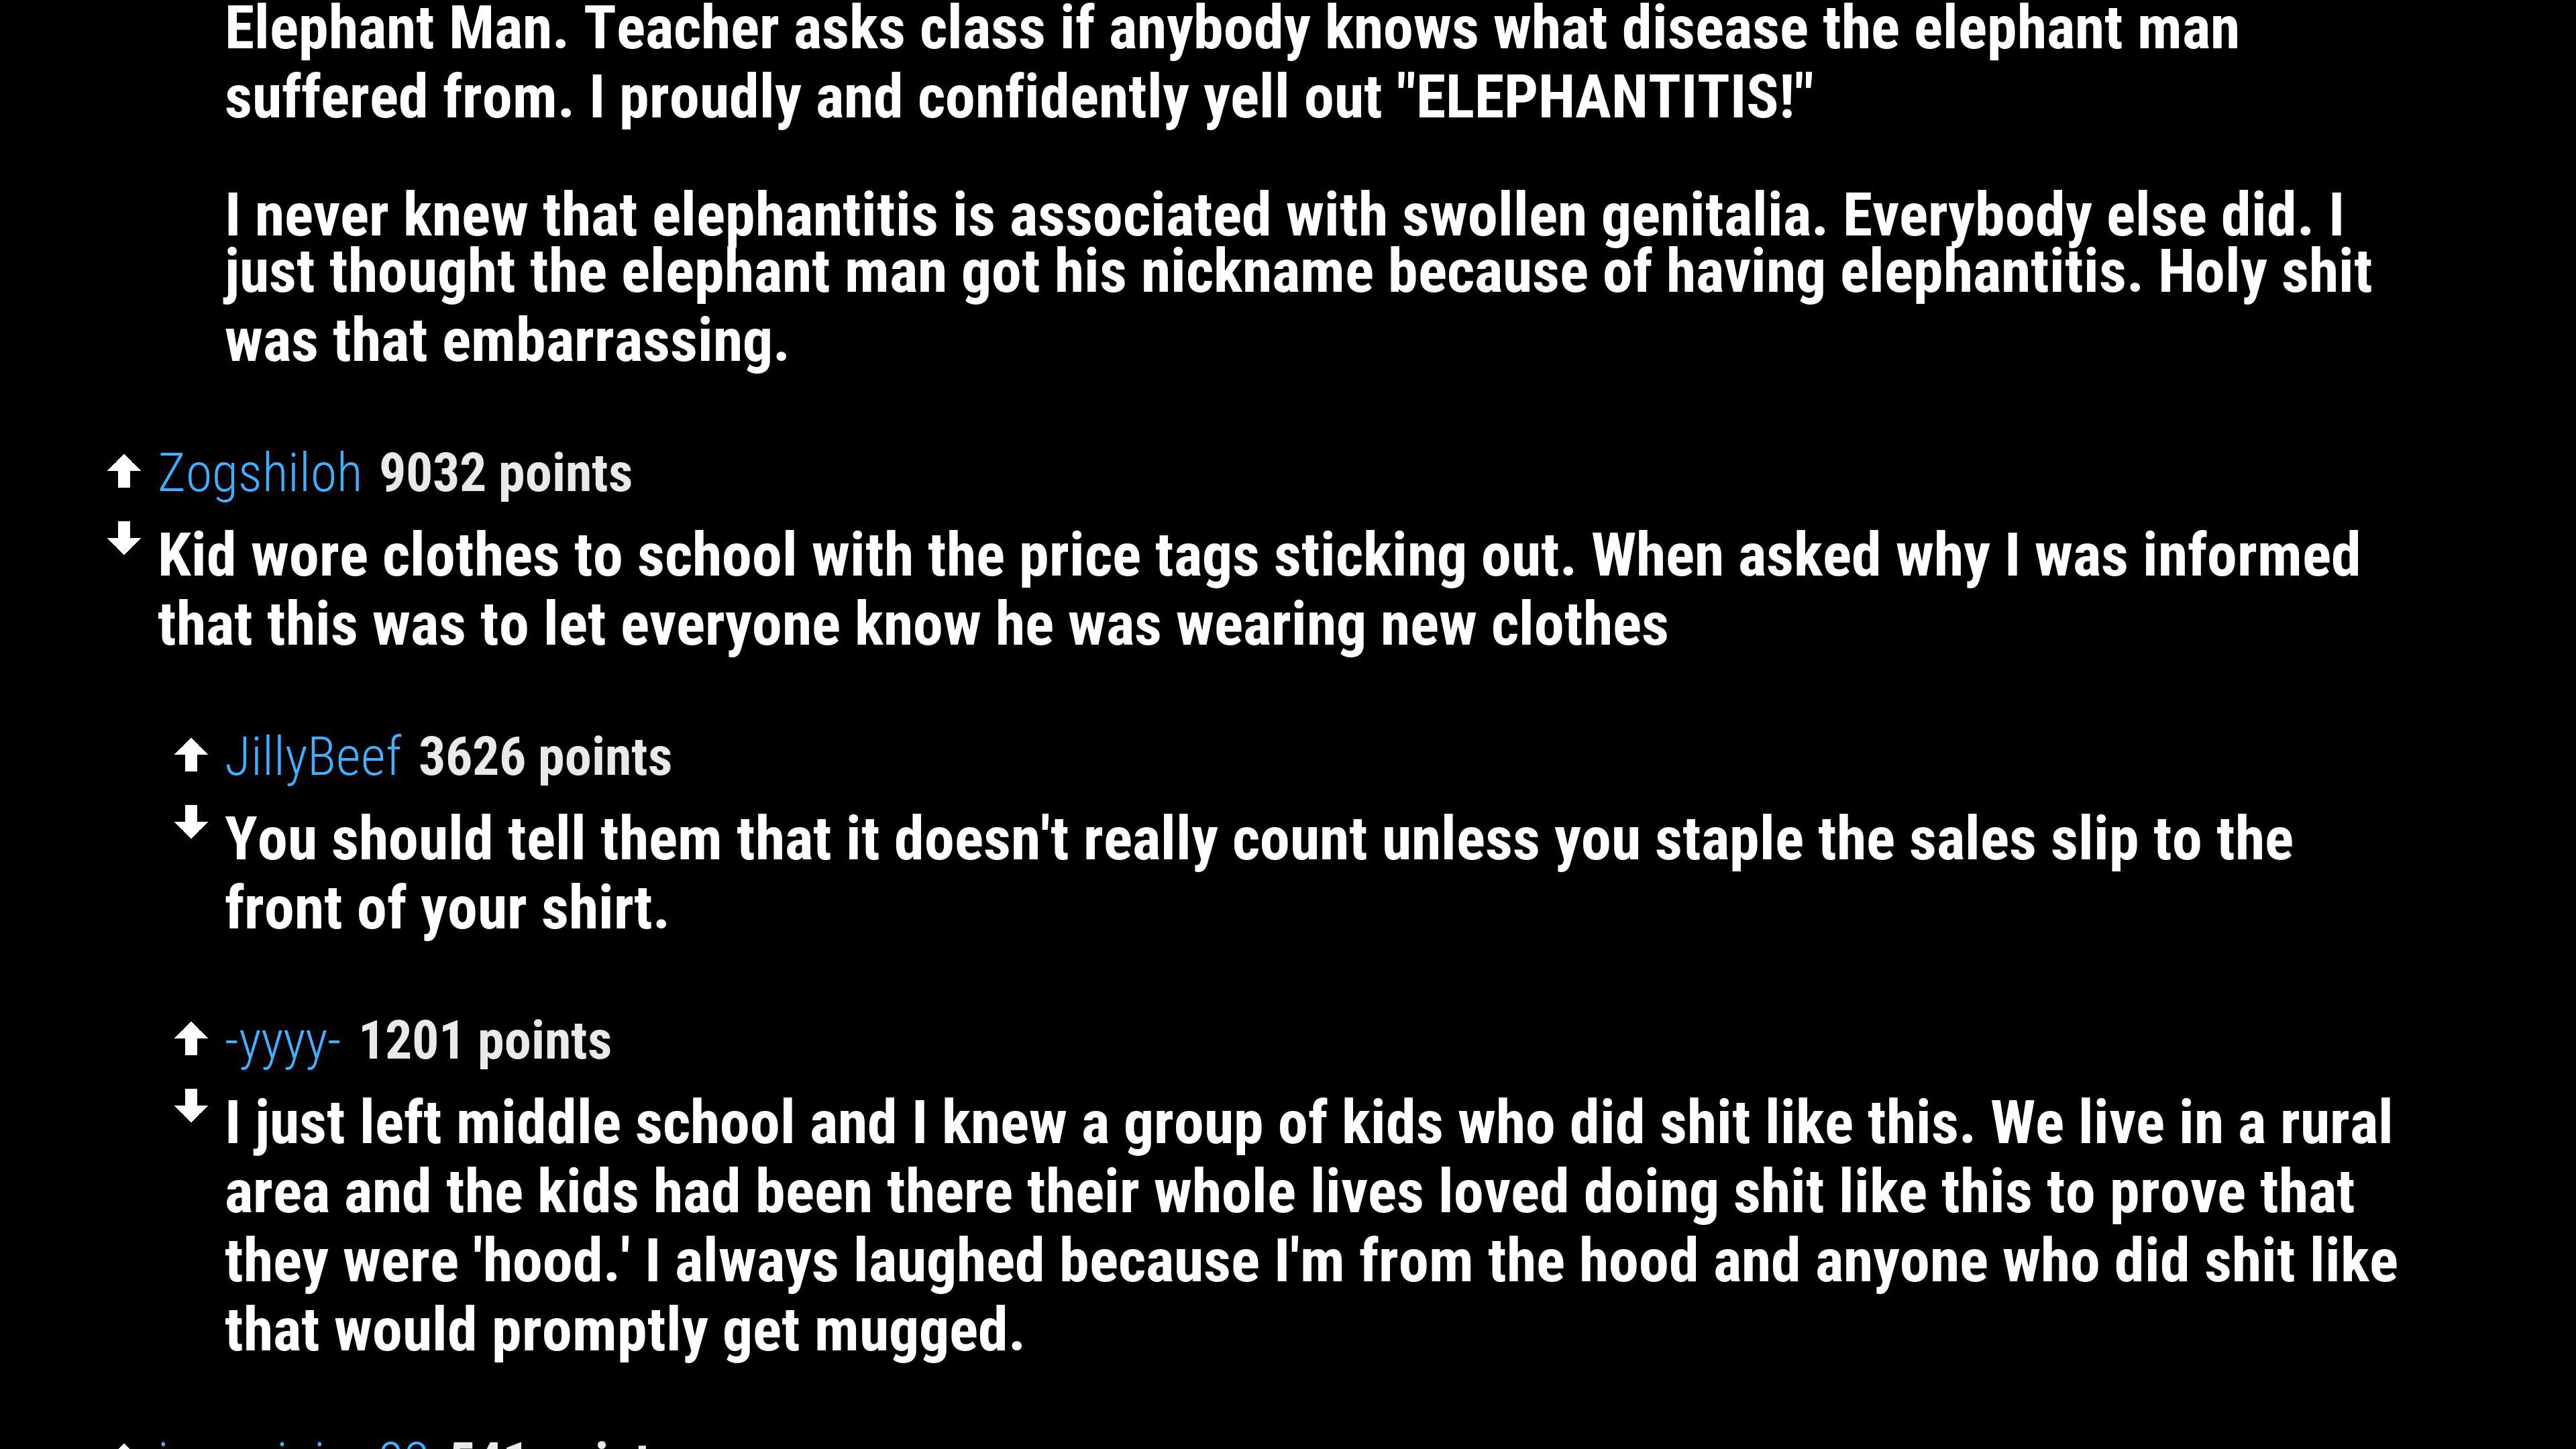 Elephant Man. Teacher asks class if anybody knows what disease the elephant man
suffered from. I proudly and confidently yell out "ELEPHANTITIS!"
I never knew that elephantitis is associated with swollen genitalia. Everybody else did. I
just thought the elephant man got his nickname because of having elephantitis. Holy shit
was that embarrassing.
Zogshiloh 9032 points
Kid wore clothes to school with the price tags sticking out. When asked why I was informed
that this was to let everyone know he was wearing new clothes
JillyBeef 3626 points
You should tell them that it doesn't really count unless you staple the sales slip to the
front of your shirt.
-yyyy- 1201 points
I just left middle school and I knew a group of kids who did shit like this. We live in a rural
area and the kids had been there their whole lives loved doing shit like this to prove that
they were 'hood.' I always laughed because I'm from the hood and anyone who did shit like
that would promptly get mugged.